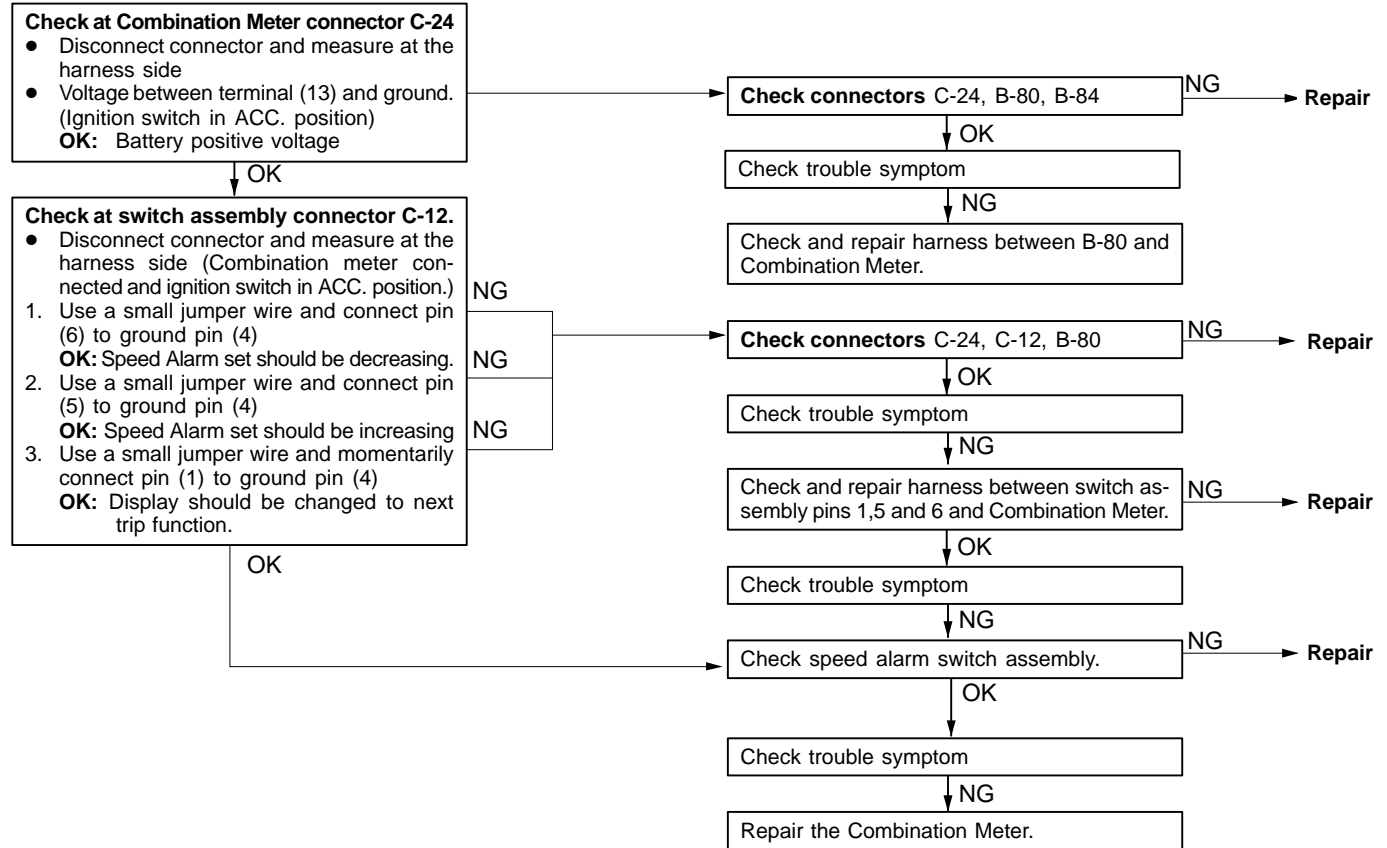 Check at Combination Meter connector C-24
● Disconnect connector and measure at the
harness side
● Voltage between terminal (13) and ground.
(Ignition switch in ACC. position)
OK: Battery positive voltage
OK
Check at switch assembly connector C-12.
● Disconnect connector and measure at the
harness side (Combination meter con-
nected and ignition switch in ACC. position.)
1. Use a small jumper wire and connect pin
(6) to ground pin (4)
OK: Speed Alarm set should be decreasing.
2. Use a small jumper wire and connect pin
(5) to ground pin (4)
OK: Speed Alarm set should be increasing
3. Use a small jumper wire and momentarily
connect pin (1) to ground pin (4)
OK: Display should be changed to next
trip function.
NG
NG
NG
OK
Check connectors C-24, B-80, B-84
NG
Repair
OK
Check trouble symptom
NG
Check and repair harness between B-80 and
Combination Meter.
Check connectors C-24, C-12, B-80
NG
Repair
OK
Check trouble symptom
NG
Check and repair harness between switch as-
sembly pins 1,5 and 6 and Combination Meter.
NG
Repair
OK
Check trouble symptom
NG
Check speed alarm switch assembly.
NG
Repair
OK
Check trouble symptom
NG
Repair the Combination Meter.